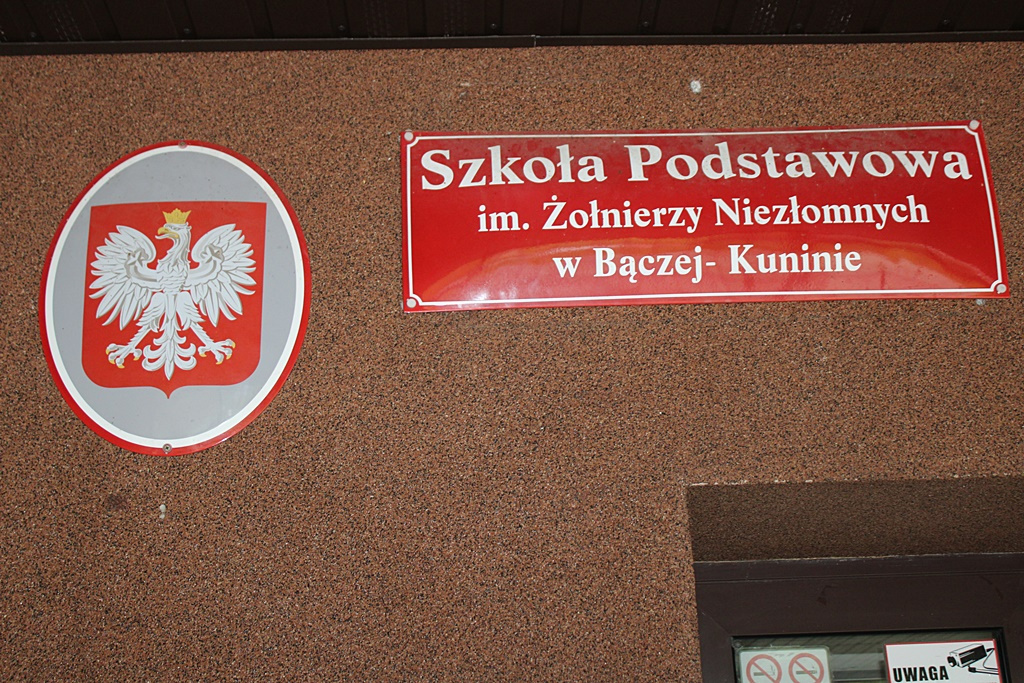 Szkoła Podstawowa
im. Żołnierzy Niezłomnych
w Bączej- Kuninie
UWAGA